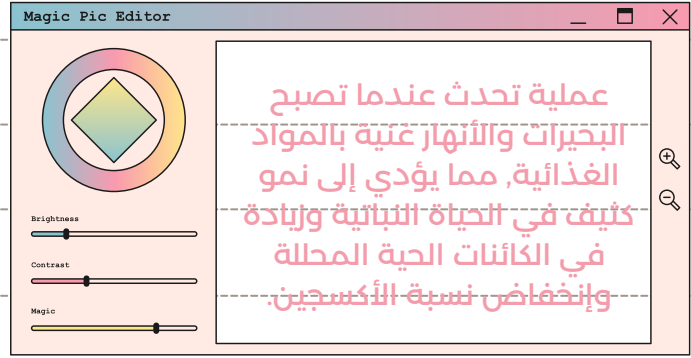 Magic Pic Editor
Brightness
Contrast
Magic
عملية تحدث عندما تصبح
البحيرات والأنهار غنية بالمواد
الغذائية, مما يؤدي إلى نمو
كثيف في الحياة النباتية وزيادة
في الكائنات الحية المحللة
وإنخفاض نسبة الأكسجين.